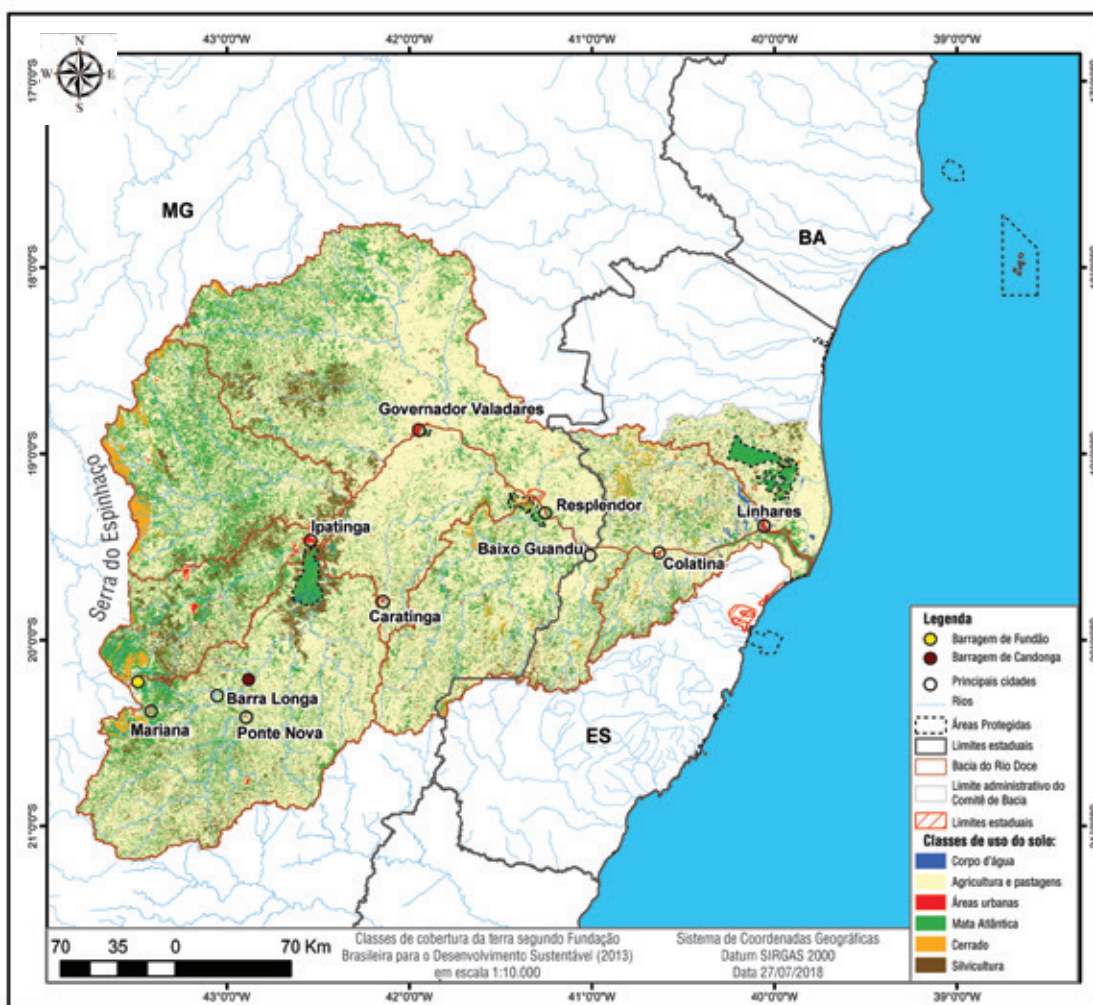 43°0'0"W 42°0'0"W 41°0'0"W 40°0'0"W 39°0'0"W
N
W E
S
17°0'0"S
18°0'0"S
19°0'0"S
20°0'0"S
21°0'0"S
MG
BA
ES
Serra do Espinhaço
Governador Valadares
Resplendor
Linhares
Ipatinga
Baixo Guandu
Colatina
Caratinga
Barra Longa
Mariana
Ponte Nova
Legenda
Barragem de Fundão
Barragem de Candonga
Principais cidades
Rios
Áreas Protegidas
Limites estaduais
Bacia do Rio Doce
Limite administrativo do
Comitê de Bacia
Limites estaduais
Classes de uso do solo:
Corpo d'água
Agricultura e pastagens
Áreas urbanas
Mata Atlântica
Cerrado
Silvicultura
70 35 0 70 Km
Classes de cobertura da terra segundo Fundação
Brasileira para o Desenvolvimento Sustentável (2013)
em escala 1:10.000
Sistema de Coordenadas Geográficas
Datum SIRGAS 2000
Data 27/07/2018
43°0'0"W 42°0'0"W 41°0'0"W 40°0'0"W 39°0'0"W